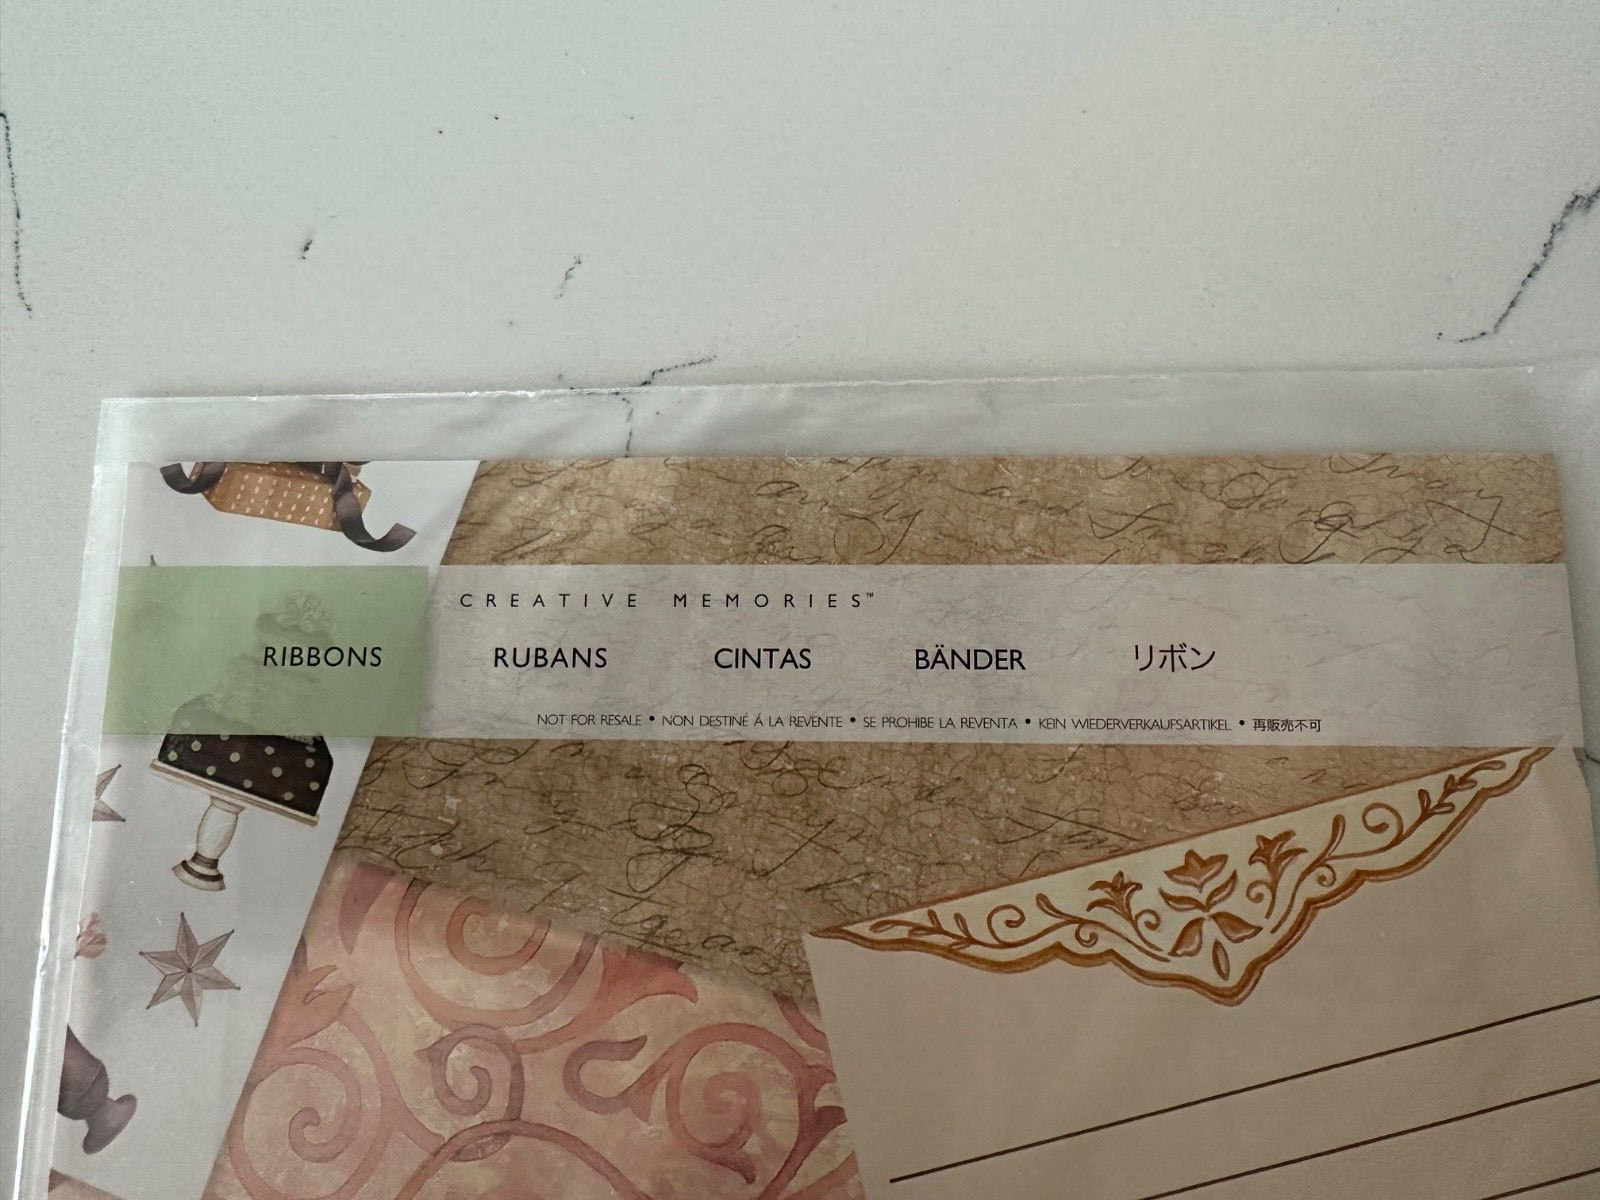 CREATIVE MEMORIES™
RIBBONS RUBANS CINTAS BÄNDER リボン
NOT FOR RESALE • NON DESTINÉ Á LA REVENTE • SE PROHIBE LA REVENTA • KEIN WIEDERVERKAUFSARTIKEL • 再販売不可